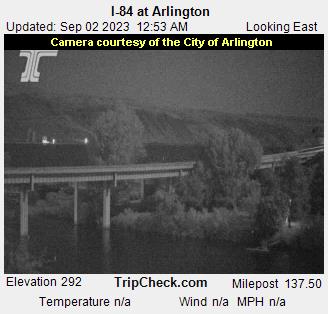 I-84 at Arlington
Updated: Sep 02 2023 12:53 AM Looking East
Camera courtesy of the City of Arlington
Elevation 292 TripCheck.com Milepost 137.50
Temperature n/a Wind n/a MPH n/a